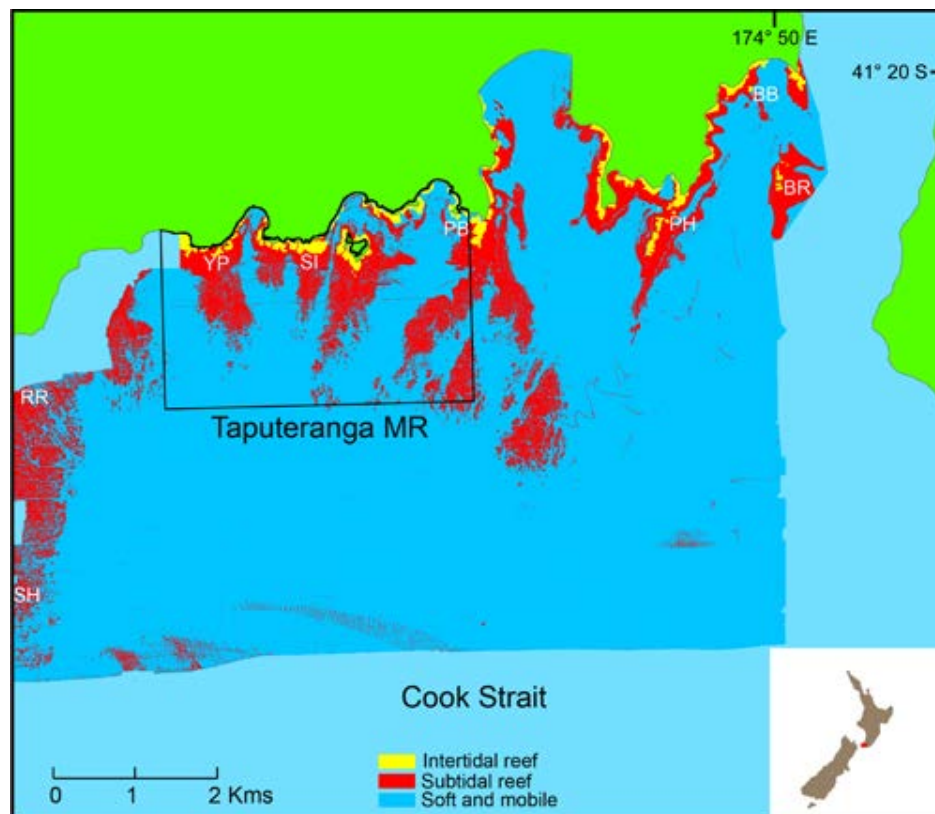 174° 50 E
41° 20 S
BB
BR
PB
PH
YP
SI
RR
Taputeranga MR
SH
Cook Strait
Intertidal reef
Subtidal reef
Soft and mobile
0 1 2 Kms